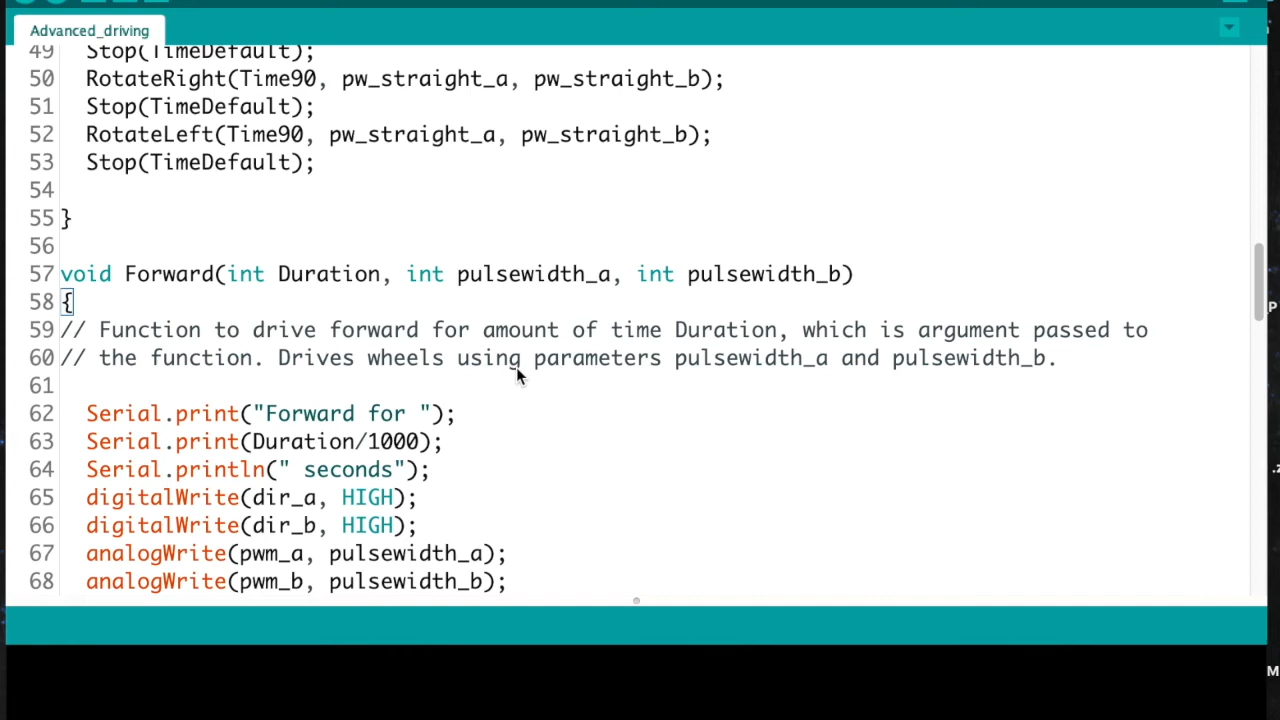 Advanced_driving
49 Stop(TimeDefault);
50 RotateRight(Time90, pw_straight_a, pw_straight_b);
51 Stop(TimeDefault);
52 RotateLeft(Time90, pw_straight_a, pw_straight_b);
53 Stop(TimeDefault);
54
55 }
56
57 void Forward(int Duration, int pulsewidth_a, int pulsewidth_b)
58 {
59 // Function to drive forward for amount of time Duration, which is argument passed to
60 // the function. Drives wheels using parameters pulsewidth_a and pulsewidth_b.
61
62 Serial.print("Forward for ");
63 Serial.print(Duration/1000);
64 Serial.println(" seconds");
65 digitalWrite(dir_a, HIGH);
66 digitalWrite(dir_b, HIGH);
67 analogWrite(pwm_a, pulsewidth_a);
68 analogWrite(pwm_b, pulsewidth_b);